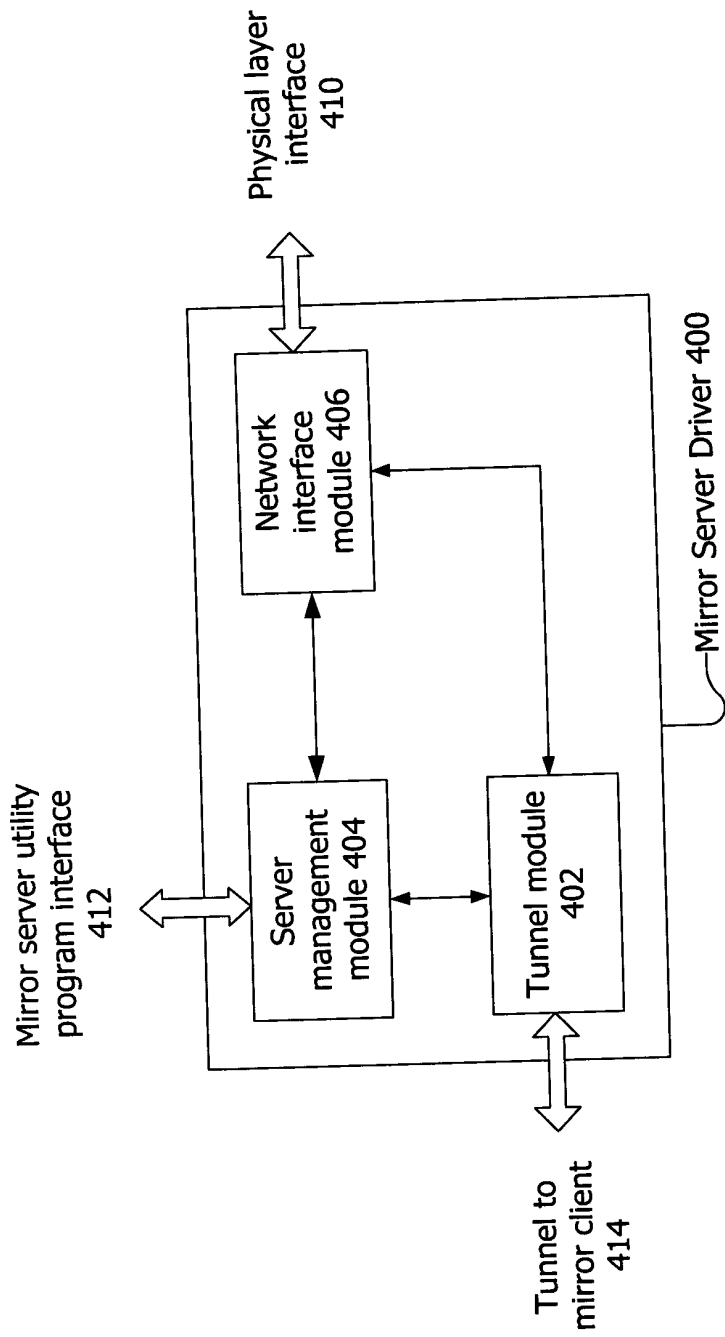 Mirror server utility
program interface
412
Physical layer
interface
410
Server
management
module 404
Network
interface
module 406
Tunnel module
402
Tunnel to
mirror client
414
Mirror Server Driver 400